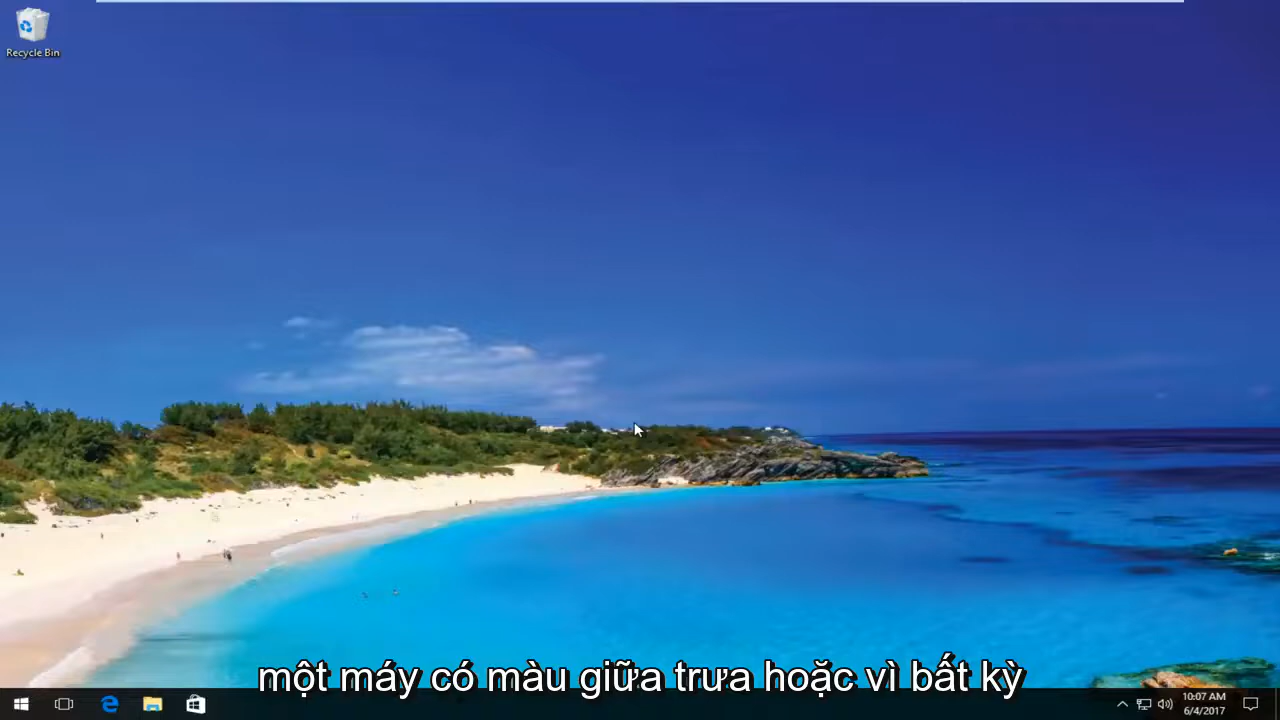 Recycle Bin
một máy có màu giữa trưa hoặc vì bất kỳ
10:07 AM
6/4/2017